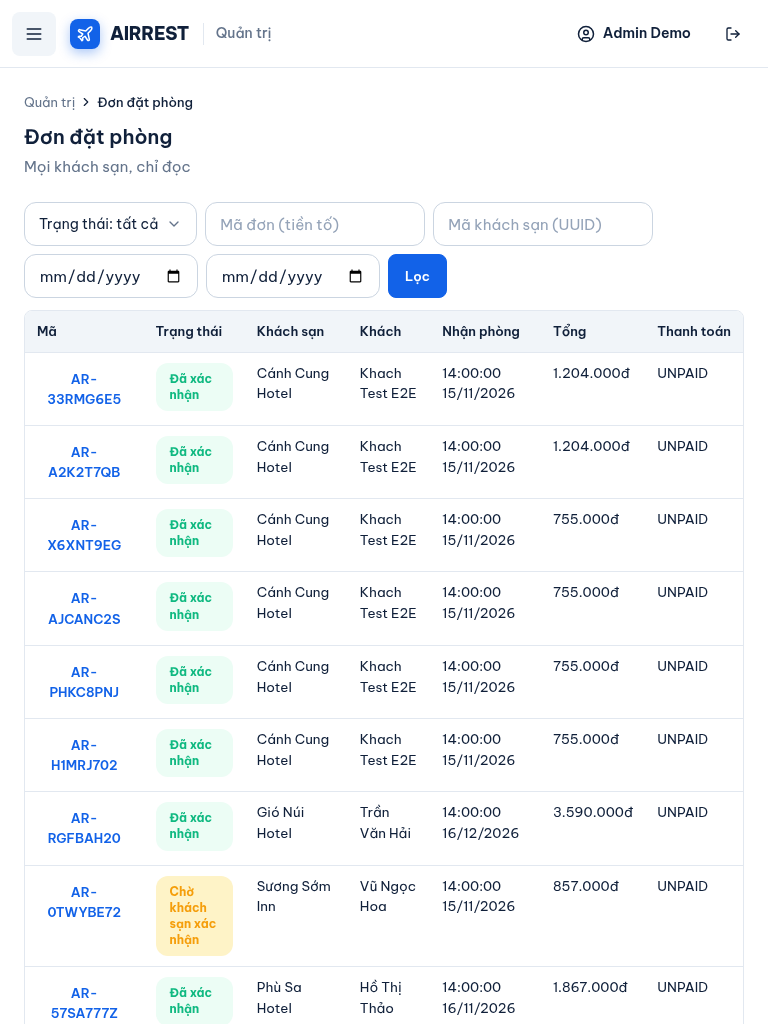 AIRREST Quản trị Admin Demo
Quản trị > Đơn đặt phòng
Đơn đặt phòng
Mọi khách sạn, chỉ đọc
Trạng thái: tất cả Mã đơn (tiền tố) Mã khách sạn (UUID)
mm/dd/yyyy mm/dd/yyyy Lọc
Mã Trạng thái Khách sạn Khách Nhận phòng Tổng Thanh toán
AR- Đã xác Cánh Cung Khach 14:00:00 1.204.000đ UNPAID
33RMG6E5 nhận Hotel Test E2E 15/11/2026
AR- Đã xác Cánh Cung Khach 14:00:00 1.204.000đ UNPAID
A2K2T7QB nhận Hotel Test E2E 15/11/2026
AR- Đã xác Cánh Cung Khach 14:00:00 755.000đ UNPAID
X6XNT9EG nhận Hotel Test E2E 15/11/2026
AR- Đã xác Cánh Cung Khach 14:00:00 755.000đ UNPAID
AJCANC2S nhận Hotel Test E2E 15/11/2026
AR- Đã xác Cánh Cung Khach 14:00:00 755.000đ UNPAID
PHKC8PNJ nhận Hotel Test E2E 15/11/2026
AR- Đã xác Cánh Cung Khach 14:00:00 755.000đ UNPAID
H1MRJ702 nhận Hotel Test E2E 15/11/2026
AR- Đã xác Gió Núi Trần 14:00:00 3.590.000đ UNPAID
RGFBAH20 nhận Hotel Văn Hải 16/12/2026
AR- Chờ Sương Sớm Vũ Ngọc 14:00:00 857.000đ UNPAID
0TWYBE72 khách Inn Hoa 15/11/2026
sạn xác
nhận
AR- Đã xác Phù Sa Hồ Thị 14:00:00 1.867.000đ UNPAID
57SA777Z nhận Hotel Thảo 16/11/2026